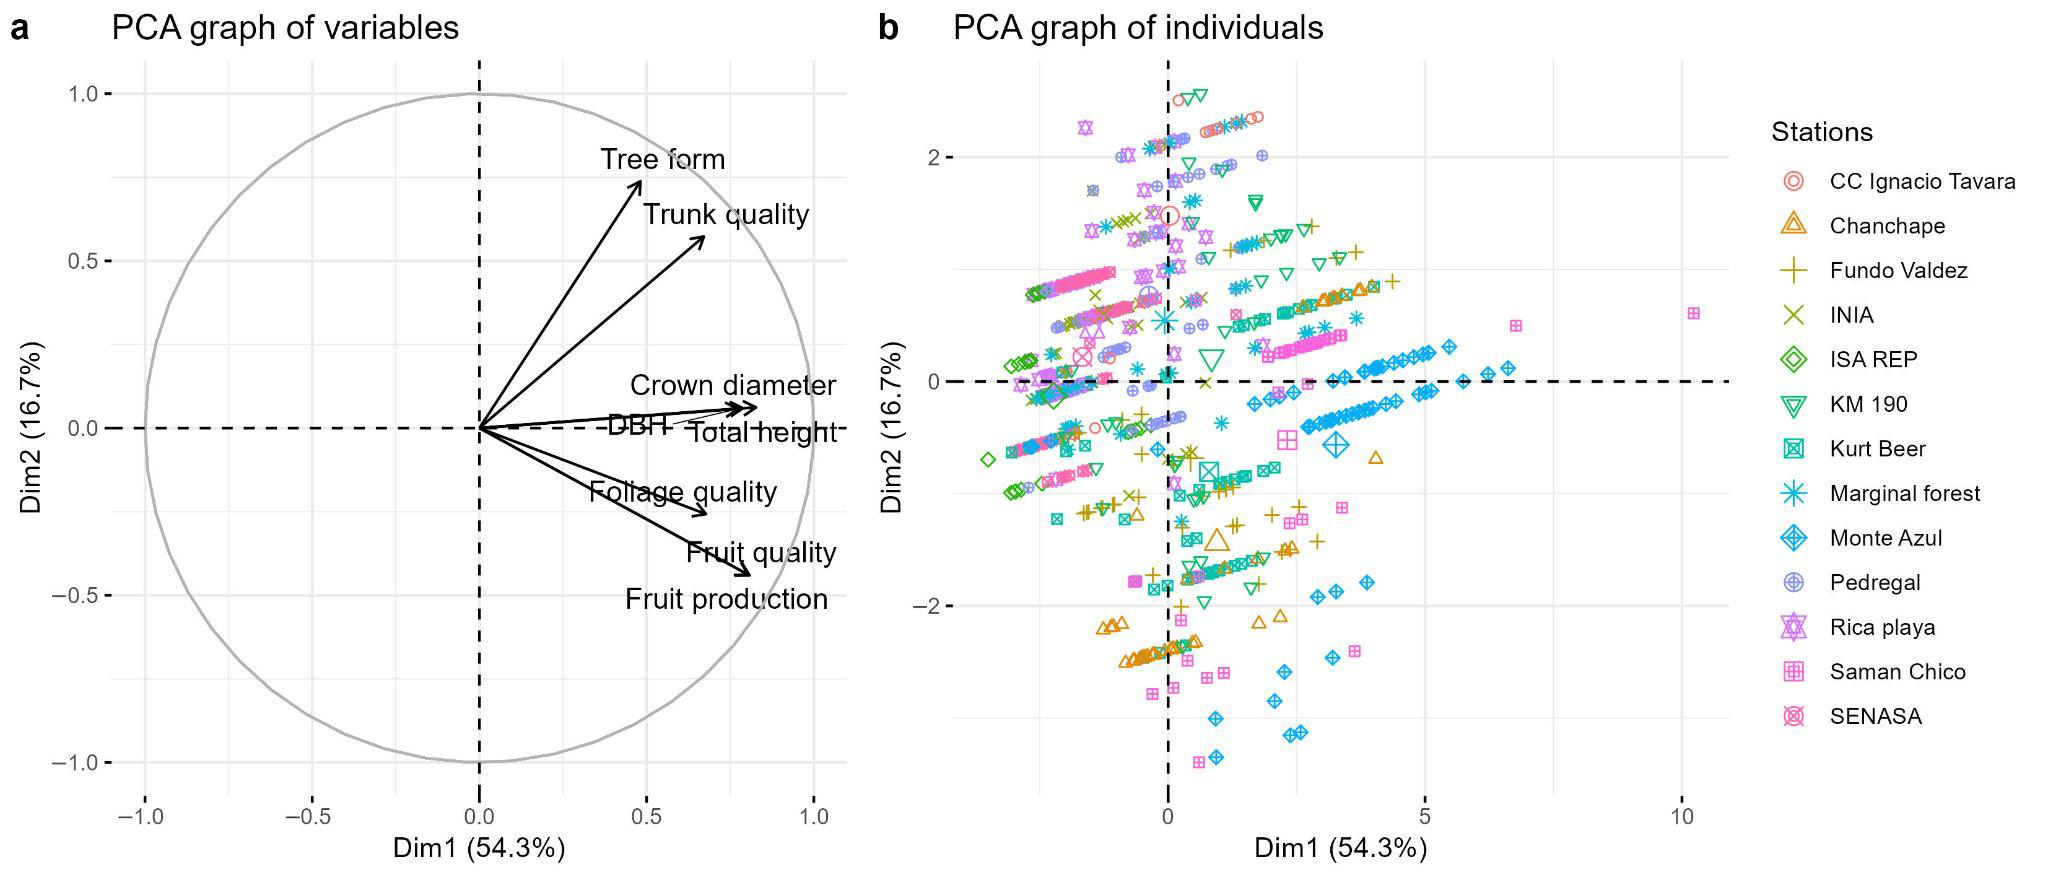 a
PCA graph of variables
1.0
0.5
0.0
−0.5
−1.0
Dim2 (16.7%)
Tree form
Trunk quality
Crown diameter
DBH
Total height
Foliage quality
Fruit quality
Fruit production
−1.0
−0.5
0.0
0.5
1.0
Dim1 (54.3%)
b
PCA graph of individuals
2
0
−2
Dim2 (16.7%)
0
5
10
Dim1 (54.3%)
Stations
CC Ignacio Tavara
Chanchape
Fundo Valdez
INIA
ISA REP
KM 190
Kurt Beer
Marginal forest
Monte Azul
Pedregal
Rica playa
Saman Chico
SENASA